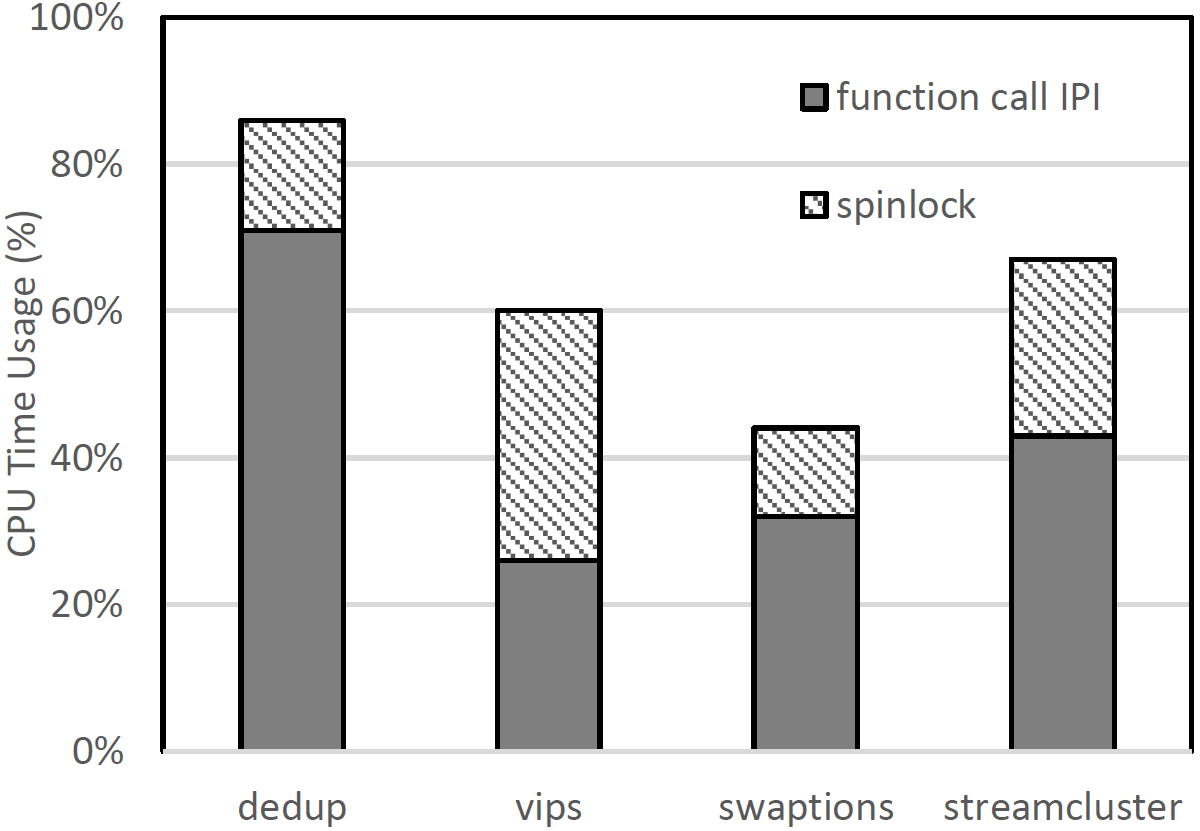 100%
80%
60%
40%
20%
0%
CPU Time Usage (%)
function call IPI
spinlock
dedup
vips
swaptions
streamcluster